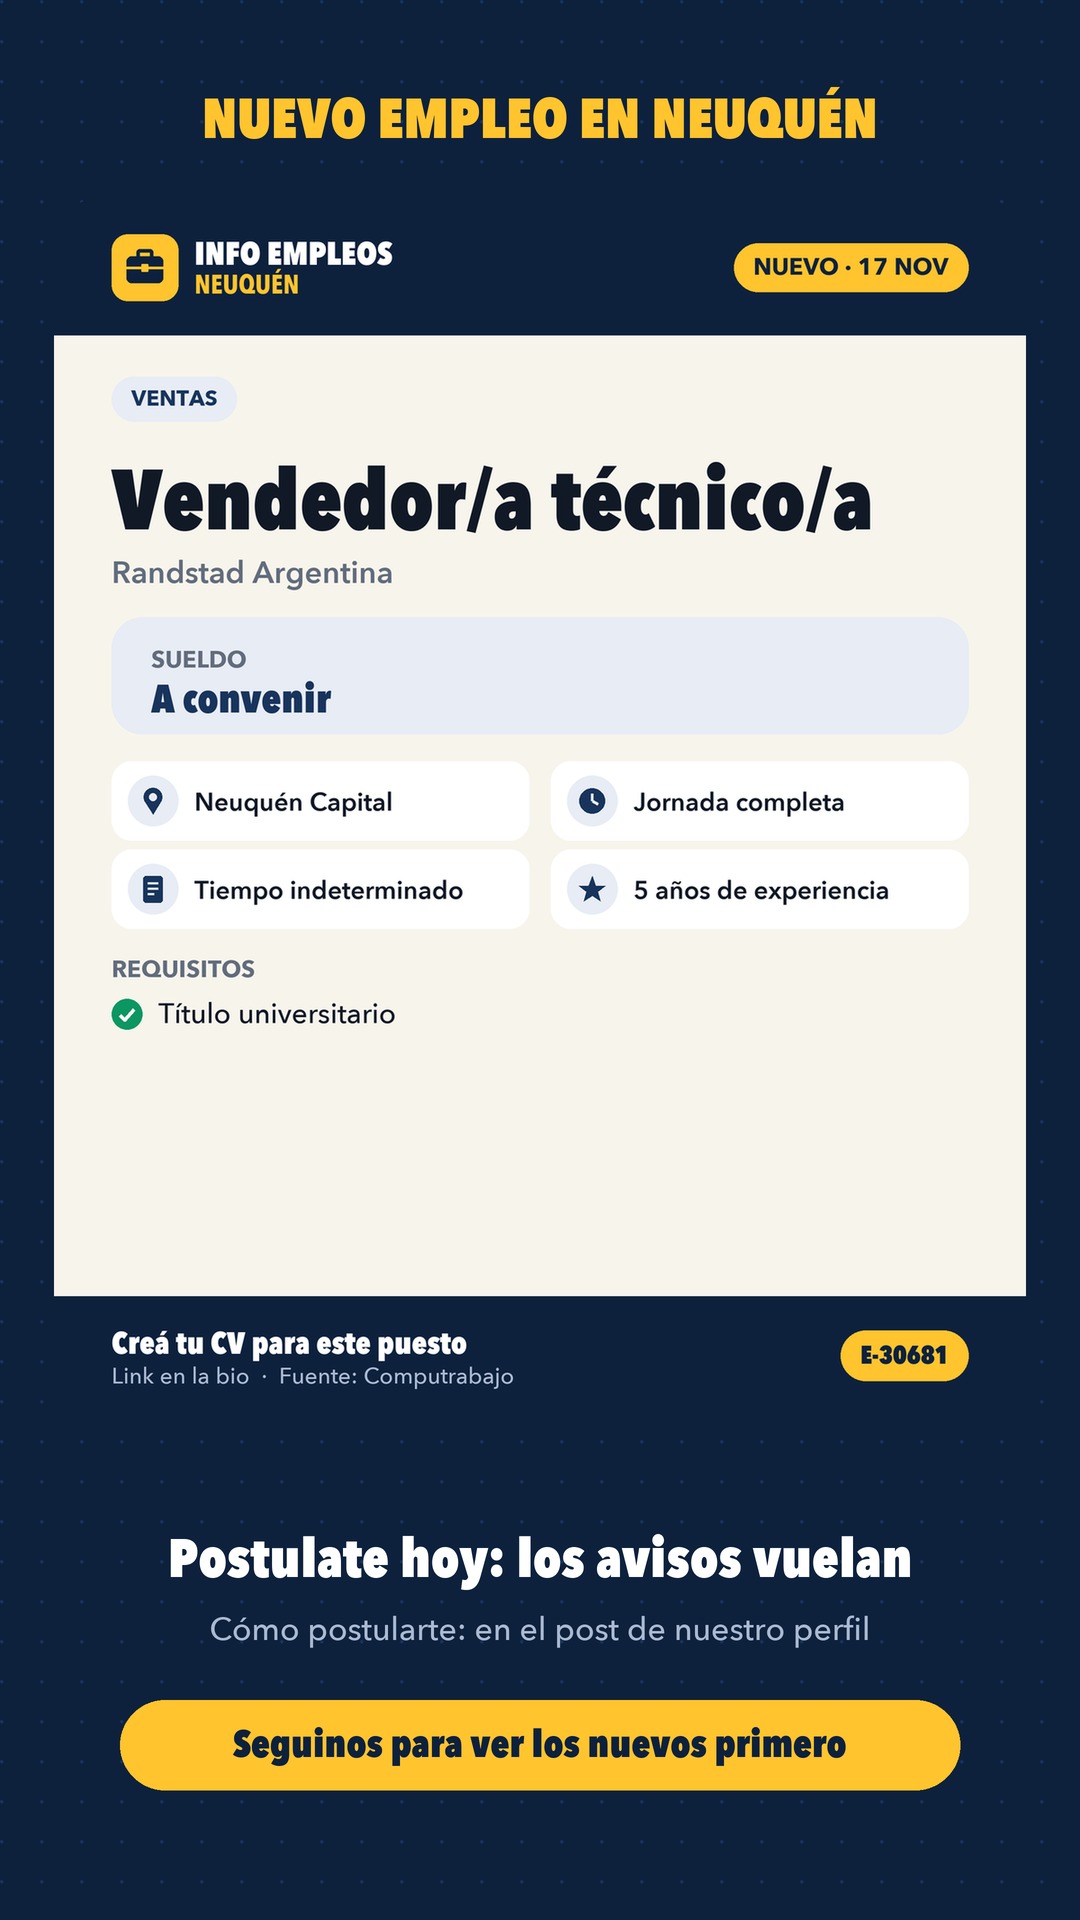 NUEVO EMPLEO EN NEUQUÉN
INFO EMPLEOS
NEUQUÉN
NUEVO · 17 NOV
VENTAS
Vendedor/a técnico/a
Randstad Argentina
SUELDO
A convenir
Neuquén Capital
Jornada completa
Tiempo indeterminado
5 años de experiencia
REQUISITOS
Título universitario
Creá tu CV para este puesto
Link en la bio · Fuente: Computrabajo
E-30681
Postulate hoy: los avisos vuelan
Cómo postularte: en el post de nuestro perfil
Seguinos para ver los nuevos primero